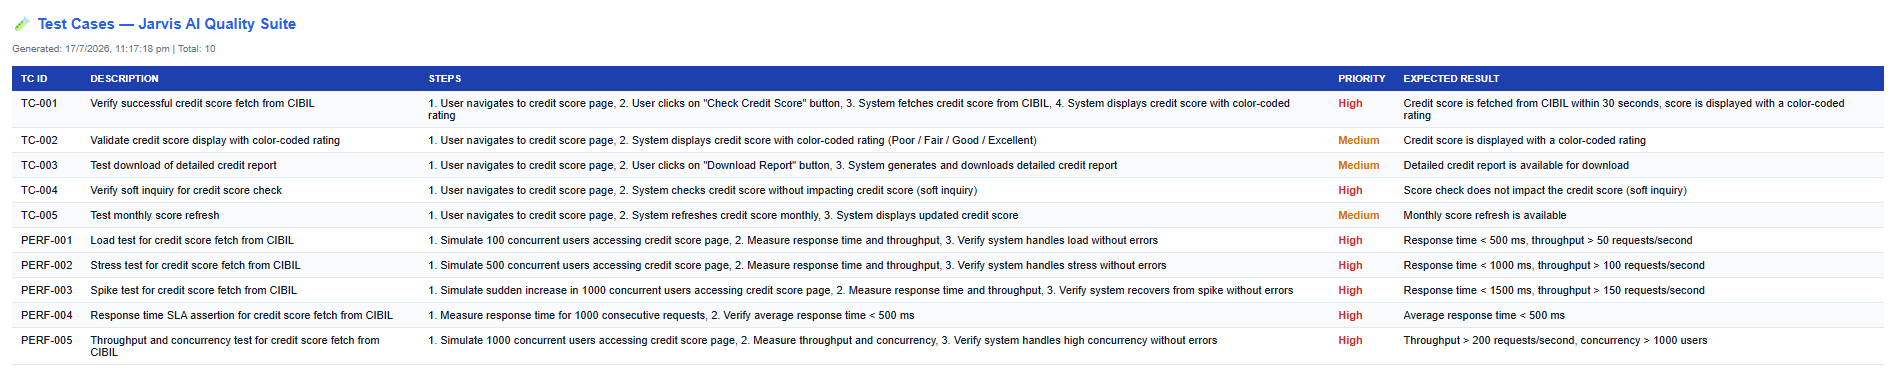 Test Cases — Jarvis AI Quality Suite
Generated: 17/7/2026, 11:17:18 pm | Total: 10
TC ID DESCRIPTION STEPS PRIORITY EXPECTED RESULT
TC-001 Verify successful credit score fetch from CIBIL 1. User navigates to credit score page, 2. User clicks on "Check Credit Score" button, 3. System fetches credit score from CIBIL, 4. System displays credit score with color-coded High Credit score is fetched from CIBIL within 30 seconds, score is displayed with a color-coded
rating rating
TC-002 Validate credit score display with color-coded rating 1. User navigates to credit score page, 2. System displays credit score with color-coded rating (Poor / Fair / Good / Excellent) Medium Credit score is displayed with a color-coded rating
TC-003 Test download of detailed credit report 1. User navigates to credit score page, 2. User clicks on "Download Report" button, 3. System generates and downloads detailed credit report Medium Detailed credit report is available for download
TC-004 Verify soft inquiry for credit score check 1. User navigates to credit score page, 2. System checks credit score without impacting credit score (soft inquiry) High Score check does not impact the credit score (soft inquiry)
TC-005 Test monthly score refresh 1. User navigates to credit score page, 2. System refreshes credit score monthly, 3. System displays updated credit score Medium Monthly score refresh is available
PERF-001 Load test for credit score fetch from CIBIL 1. Simulate 100 concurrent users accessing credit score page, 2. Measure response time and throughput, 3. Verify system handles load without errors High Response time < 500 ms, throughput > 50 requests/second
PERF-002 Stress test for credit score fetch from CIBIL 1. Simulate 500 concurrent users accessing credit score page, 2. Measure response time and throughput, 3. Verify system handles stress without errors High Response time < 1000 ms, throughput > 100 requests/second
PERF-003 Spike test for credit score fetch from CIBIL 1. Simulate sudden increase in 1000 concurrent users accessing credit score page, 2. Measure response time and throughput, 3. Verify system recovers from spike without errors High Response time < 1500 ms, throughput > 150 requests/second
PERF-004 Response time SLA assertion for credit score fetch from CIBIL 1. Measure response time for 1000 consecutive requests, 2. Verify average response time < 500 ms High Average response time < 500 ms
PERF-005 Throughput and concurrency test for credit score fetch from 1. Simulate 1000 concurrent users accessing credit score page, 2. Measure throughput and concurrency, 3. Verify system handles high concurrency without errors High Throughput > 200 requests/second, concurrency > 1000 users
CIBIL